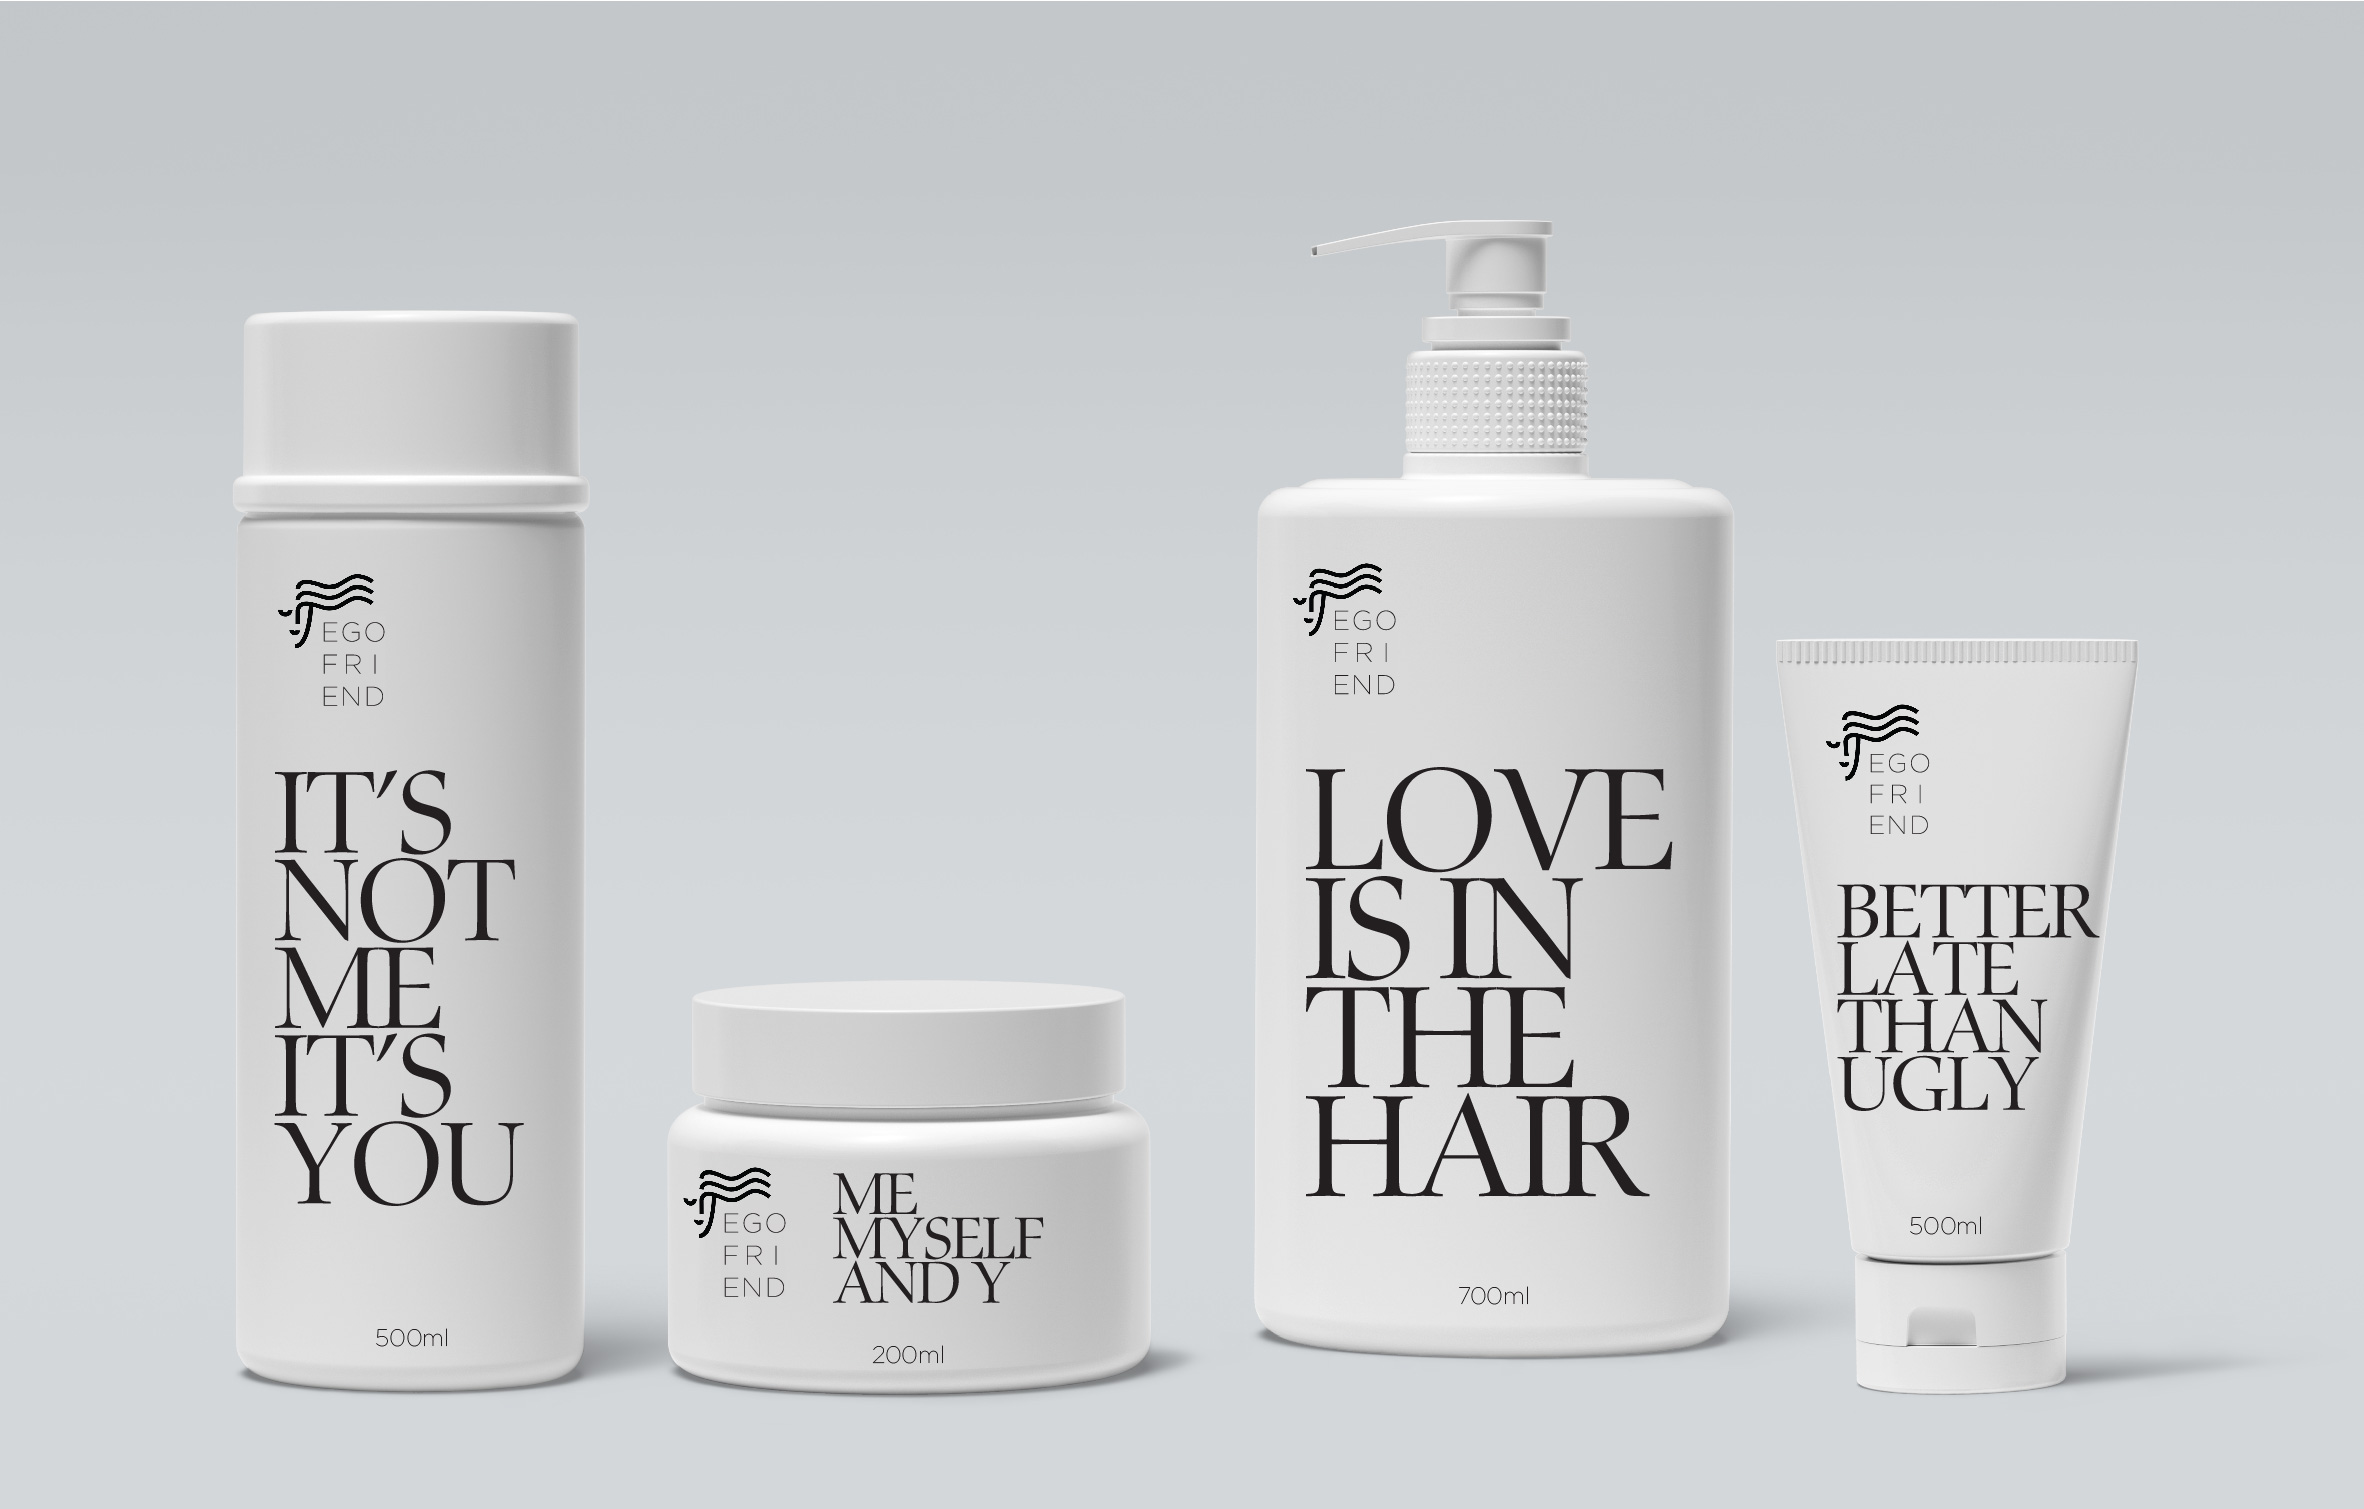 EGO
FRI
END
IT'S
NOT
ME
IT'S
YOU
500ml
EGO
FRI
END
ME
MYSELF
AND Y
200ml
EGO
FRI
END
LOVE
IS IN
THE
HAIR
700ml
EGO
FRI
END
BETTER
LATE
THAN
UGLY
500ml